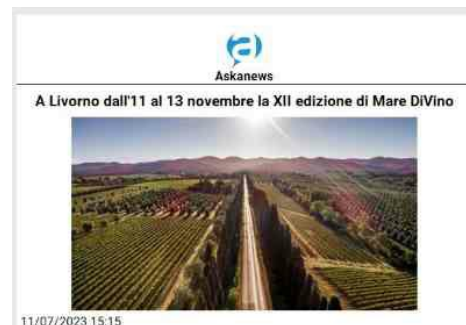 Askanews
A Livorno dall'11 al 13 novembre la XII edizione di Mare DiVino
11/07/2023 15:15